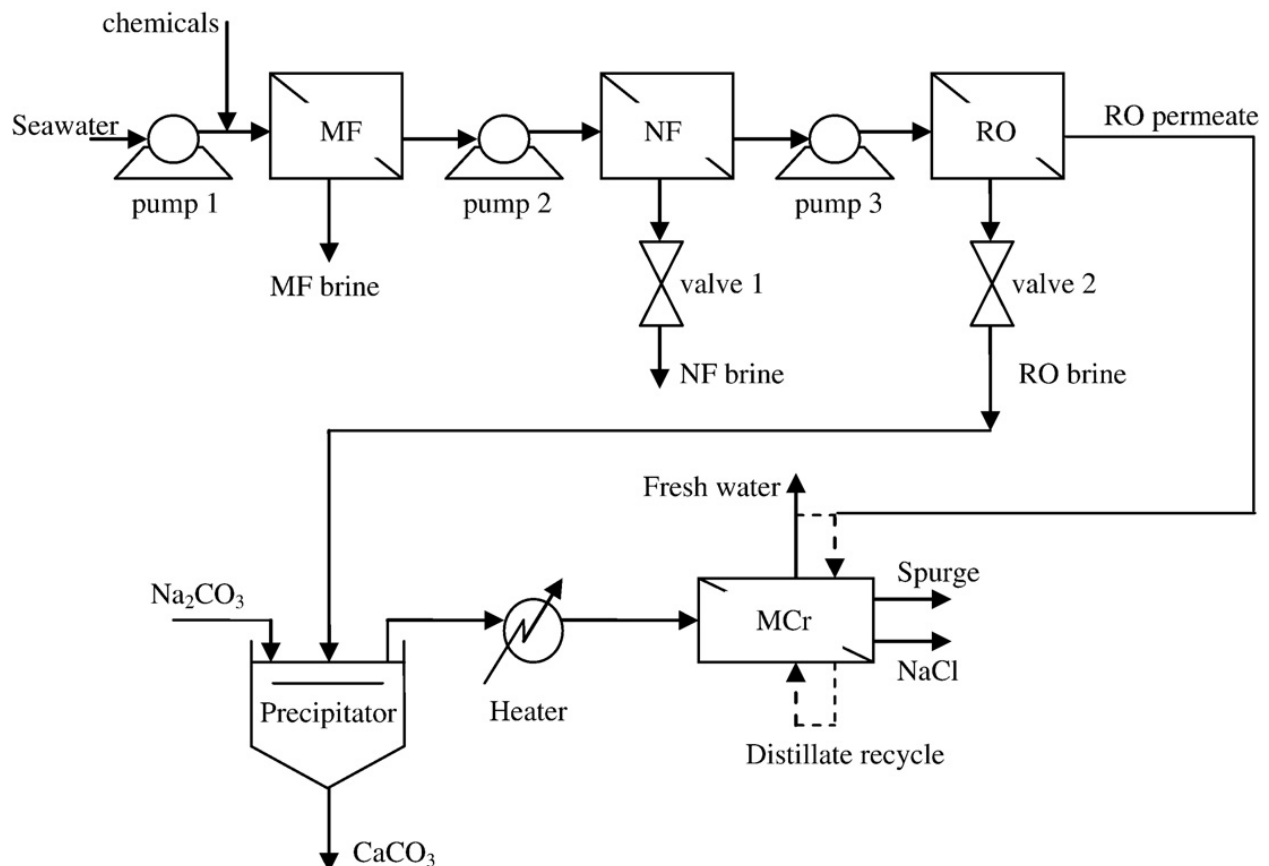 chemicals
Seawater
MF
NF
RO
RO permeate
pump 1
pump 2
pump 3
MF brine
valve 1
valve 2
NF brine
RO brine
Fresh water
Na₂CO₃
Spurge
MCr
NaCl
Precipitator
Heater
Distillate recycle
CaCO₃